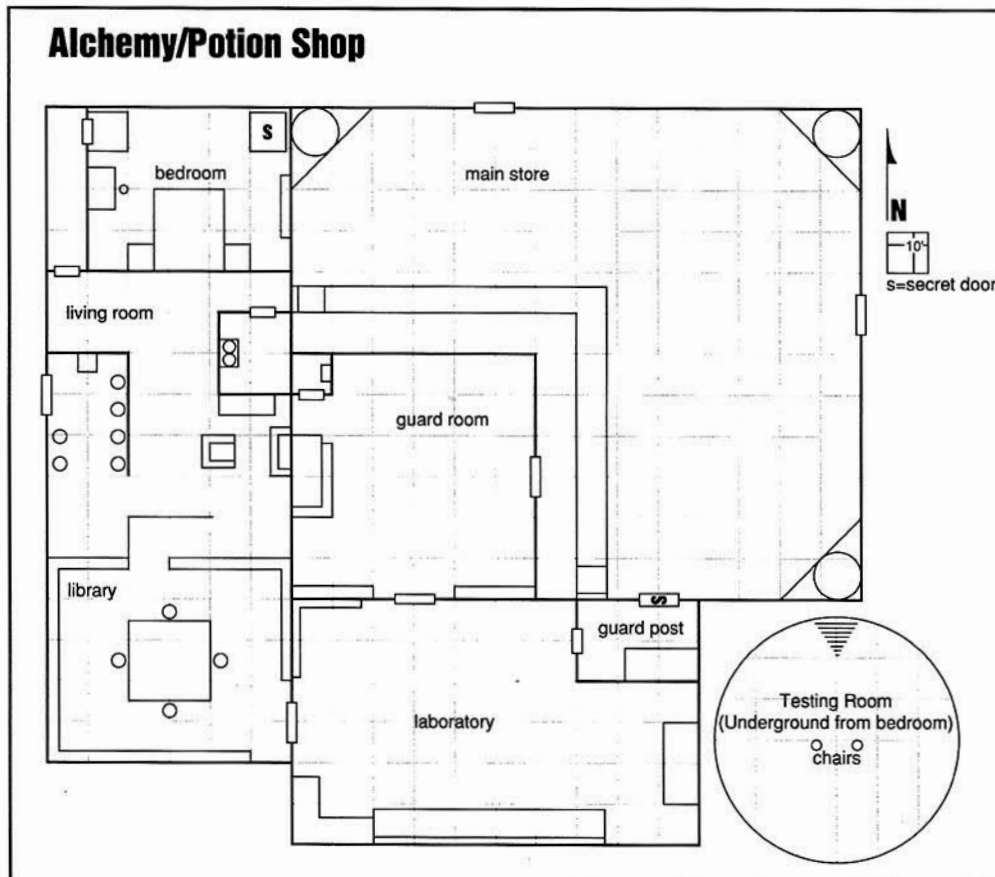 Alchemy/Potion Shop
S
bedroom
main store
N
10'
s=secret door
living room
guard room
library
S
guard post
laboratory
Testing Room
(Underground from bedroom)
chairs